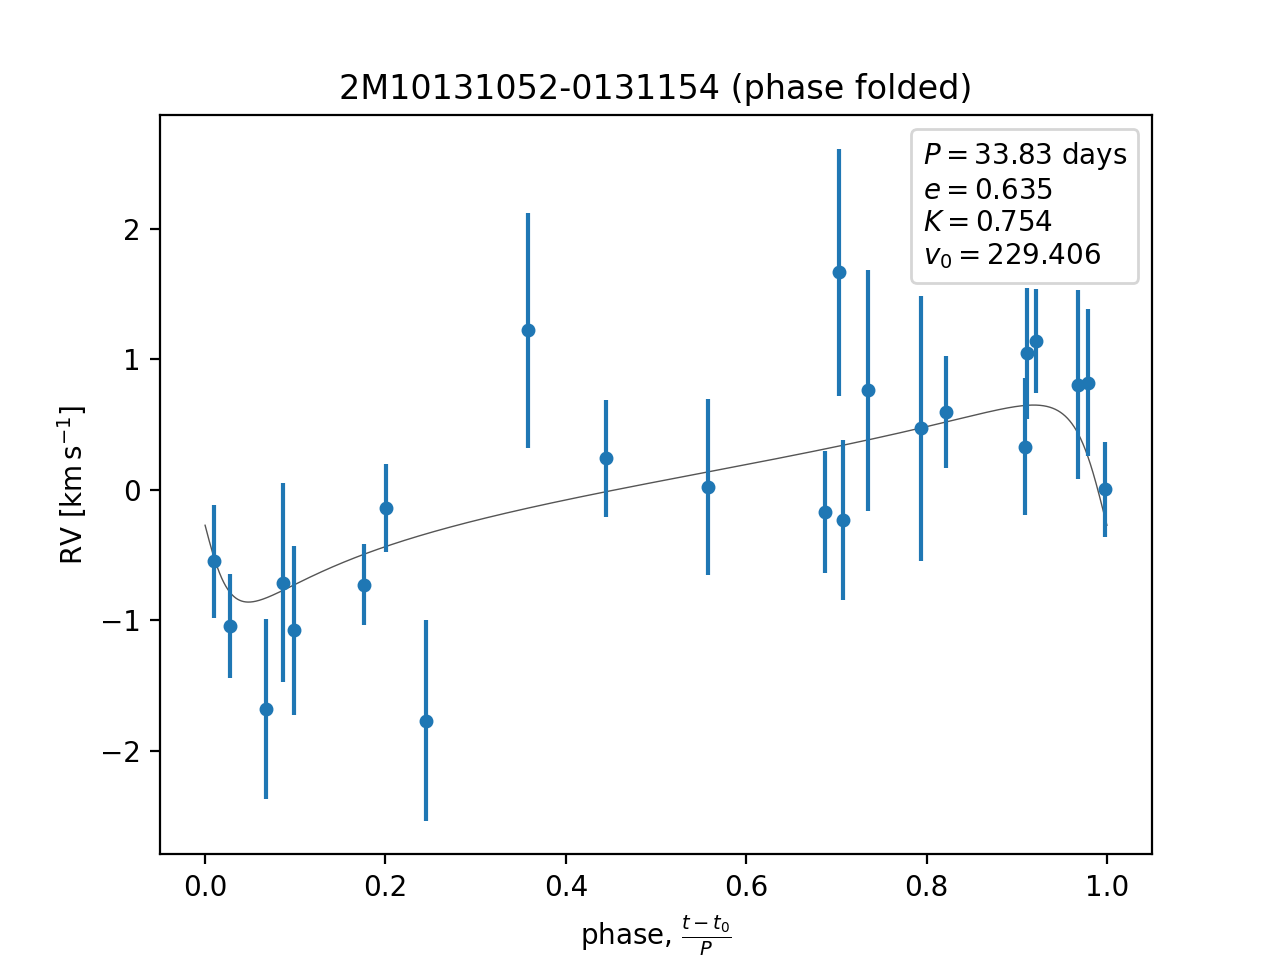 2M10131052-0131154 (phase folded)
P = 33.83 days
e = 0.635
K = 0.754
v₀ = 229.406
RV [km s⁻¹]
2
1
0
−1
−2
0.0 0.2 0.4 0.6 0.8 1.0
phase, (t − t₀)/P